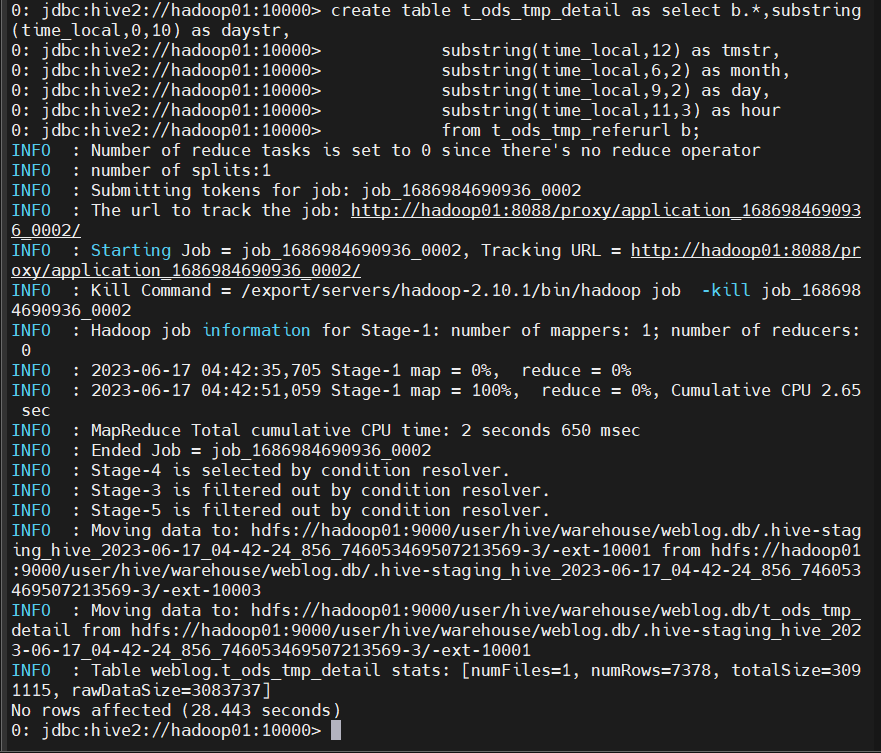 0: jdbc:hive2://hadoop01:10000> create table t_ods_tmp_detail as select b.*,substring
(time_local,0,10) as daystr,
0: jdbc:hive2://hadoop01:10000>            substring(time_local,12) as tmstr,
0: jdbc:hive2://hadoop01:10000>            substring(time_local,6,2) as month,
0: jdbc:hive2://hadoop01:10000>            substring(time_local,9,2) as day,
0: jdbc:hive2://hadoop01:10000>            substring(time_local,11,3) as hour
0: jdbc:hive2://hadoop01:10000>            from t_ods_tmp_referurl b;
INFO  : Number of reduce tasks is set to 0 since there's no reduce operator
INFO  : number of splits:1
INFO  : Submitting tokens for job: job_1686984690936_0002
INFO  : The url to track the job: http://hadoop01:8088/proxy/application_168698469093
6_0002/
INFO  : Starting Job = job_1686984690936_0002, Tracking URL = http://hadoop01:8088/pr
oxy/application_1686984690936_0002/
INFO  : Kill Command = /export/servers/hadoop-2.10.1/bin/hadoop job  -kill job_168698
4690936_0002
INFO  : Hadoop job information for Stage-1: number of mappers: 1; number of reducers:
 0
INFO  : 2023-06-17 04:42:35,705 Stage-1 map = 0%,  reduce = 0%
INFO  : 2023-06-17 04:42:51,059 Stage-1 map = 100%,  reduce = 0%, Cumulative CPU 2.65
 sec
INFO  : MapReduce Total cumulative CPU time: 2 seconds 650 msec
INFO  : Ended Job = job_1686984690936_0002
INFO  : Stage-4 is selected by condition resolver.
INFO  : Stage-3 is filtered out by condition resolver.
INFO  : Stage-5 is filtered out by condition resolver.
INFO  : Moving data to: hdfs://hadoop01:9000/user/hive/warehouse/weblog.db/.hive-stag
ing_hive_2023-06-17_04-42-24_856_746053469507213569-3/-ext-10001 from hdfs://hadoop01
:9000/user/hive/warehouse/weblog.db/.hive-staging_hive_2023-06-17_04-42-24_856_746053
469507213569-3/-ext-10003
INFO  : Moving data to: hdfs://hadoop01:9000/user/hive/warehouse/weblog.db/t_ods_tmp_
detail from hdfs://hadoop01:9000/user/hive/warehouse/weblog.db/.hive-staging_hive_202
3-06-17_04-42-24_856_746053469507213569-3/-ext-10001
INFO  : Table weblog.t_ods_tmp_detail stats: [numFiles=1, numRows=7378, totalSize=309
1115, rawDataSize=3083737]
No rows affected (28.443 seconds)
0: jdbc:hive2://hadoop01:10000>